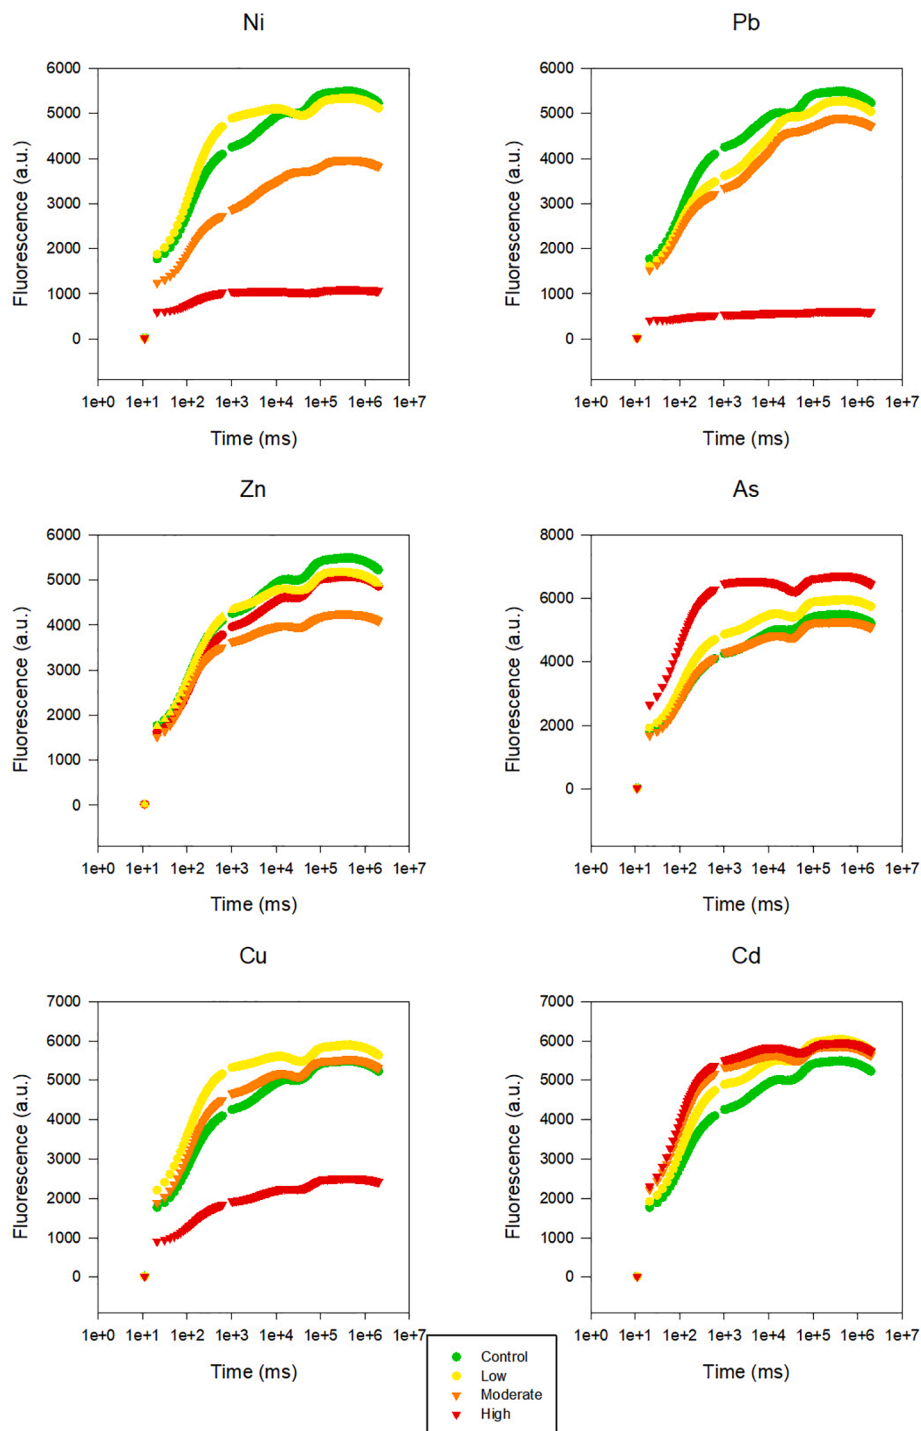 Ni
Fluorescence (a.u.)
6000
5000
4000
3000
2000
1000
0
1e+0 1e+1 1e+2 1e+3 1e+4 1e+5 1e+6 1e+7
Time (ms)
Pb
Fluorescence (a.u.)
6000
5000
4000
3000
2000
1000
0
1e+0 1e+1 1e+2 1e+3 1e+4 1e+5 1e+6 1e+7
Time (ms)
Zn
Fluorescence (a.u.)
6000
5000
4000
3000
2000
1000
0
1e+0 1e+1 1e+2 1e+3 1e+4 1e+5 1e+6 1e+7
Time (ms)
As
Fluorescence (a.u.)
8000
6000
4000
2000
0
1e+0 1e+1 1e+2 1e+3 1e+4 1e+5 1e+6 1e+7
Time (ms)
Cu
Fluorescence (a.u.)
7000
6000
5000
4000
3000
2000
1000
0
1e+0 1e+1 1e+2 1e+3 1e+4 1e+5 1e+6 1e+7
Time (ms)
Cd
Fluorescence (a.u.)
7000
6000
5000
4000
3000
2000
1000
0
1e+0 1e+1 1e+2 1e+3 1e+4 1e+5 1e+6 1e+7
Time (ms)
Control
Low
Moderate
High